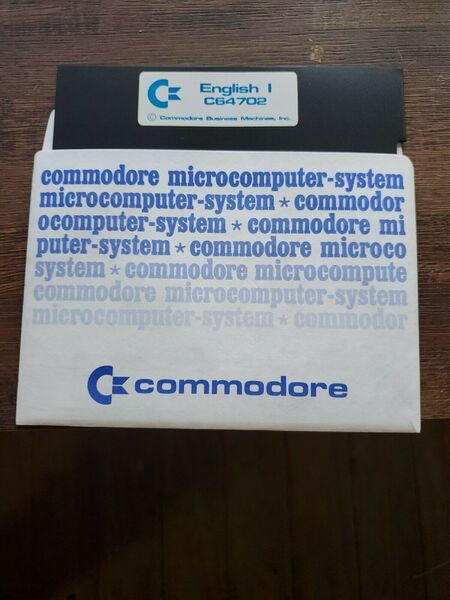 English I
C64702
© Commodore Business Machines, Inc.
commodore microcomputer-system
microcomputer-system * commodor
ocomputer-system * commodore mi
puter-system * commodore microco
system * commodore microcompute
commodore microcomputer-system
microcomputer-system * commodor
commodore